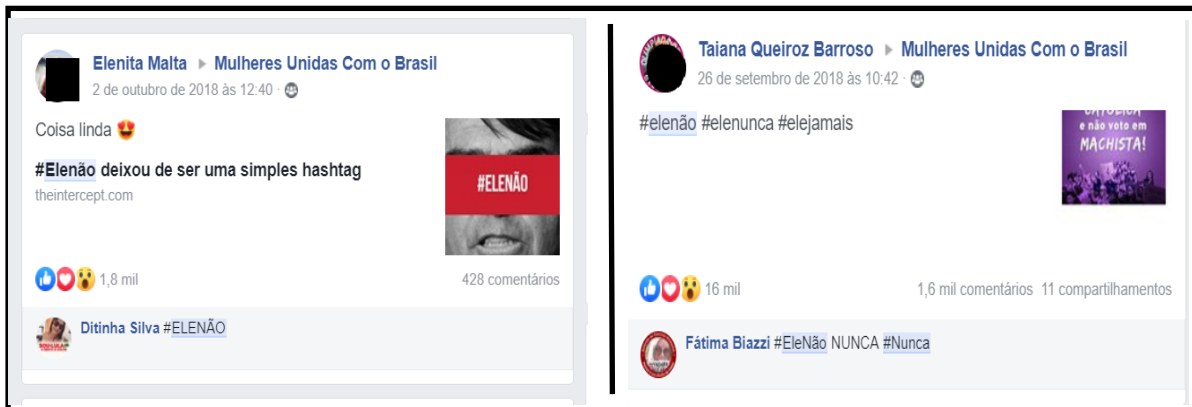 Elenita Malta ▸ Mulheres Unidas Com o Brasil
2 de outubro de 2018 às 12:40 ·
Coisa linda 😍
#Elenão deixou de ser uma simples hashtag
theintercept.com
#ELENÃO
1,8 mil
428 comentários
Ditinha Silva #ELENÃO
Taiana Queiroz Barroso ▸ Mulheres Unidas Com o Brasil
26 de setembro de 2018 às 10:42 ·
#elenão #elenunca #elejamais
CATÓLICA
e não voto em
MACHISTA!
16 mil
1,6 mil comentários 11 compartilhamentos
Fátima Biazzi #EleNão NUNCA #Nunca